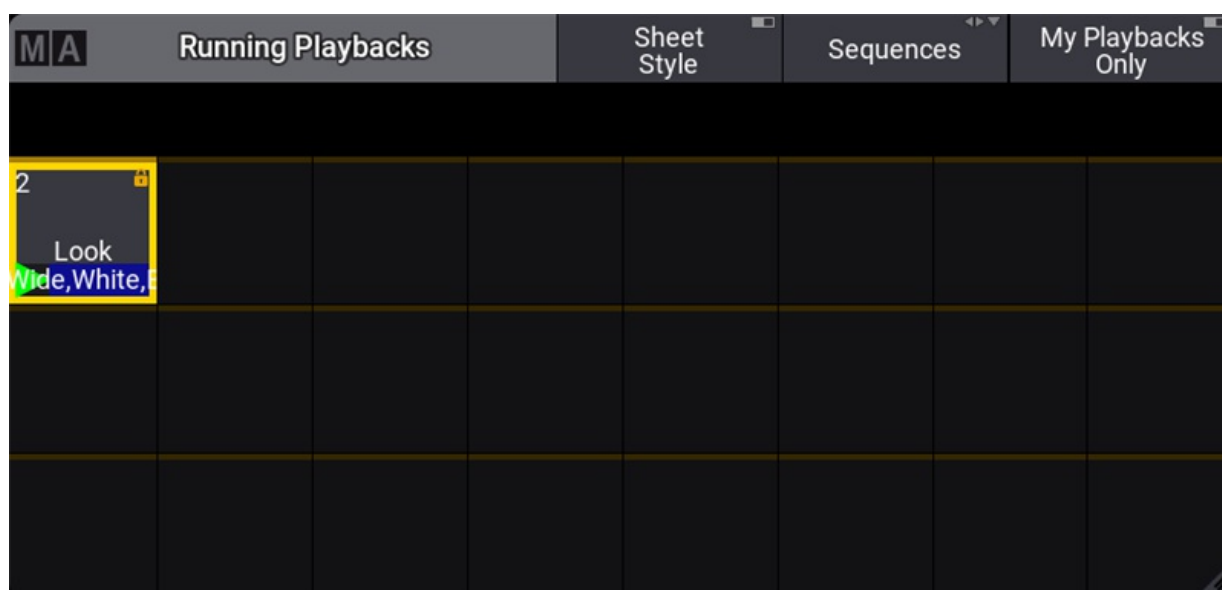 MA
Running Playbacks
Sheet
Style
Sequences
My Playbacks
Only
2
Look
Wide,White,